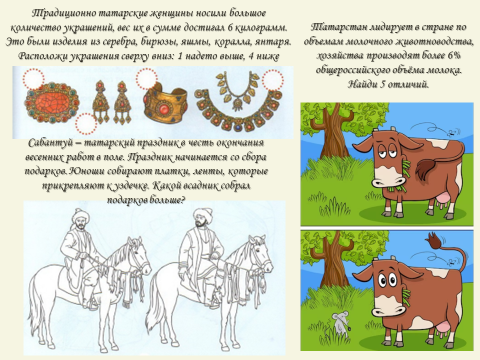 Традиционно татарские женщины носили большое
количество украшений, вес их в сумме достигал 6 килограмм.
Это были изделия из серебра, бирюзы, яшмы, коралла, янтаря.
Расположи украшения сверху вниз: 1 надето выше, 4 ниже
Сабантуй – татарский праздник в честь окончания
весенних работ в поле. Праздник начинается со сбора
подарков. Юноши собирают платки, ленты, которые
прикрепляют к уздечке. Какой всадник собрал
подарков больше?
Татарстан лидирует в стране по
объемам молочного животноводства,
хозяйства производят более 6%
общероссийского объёма молока.
Найди 5 отличий.